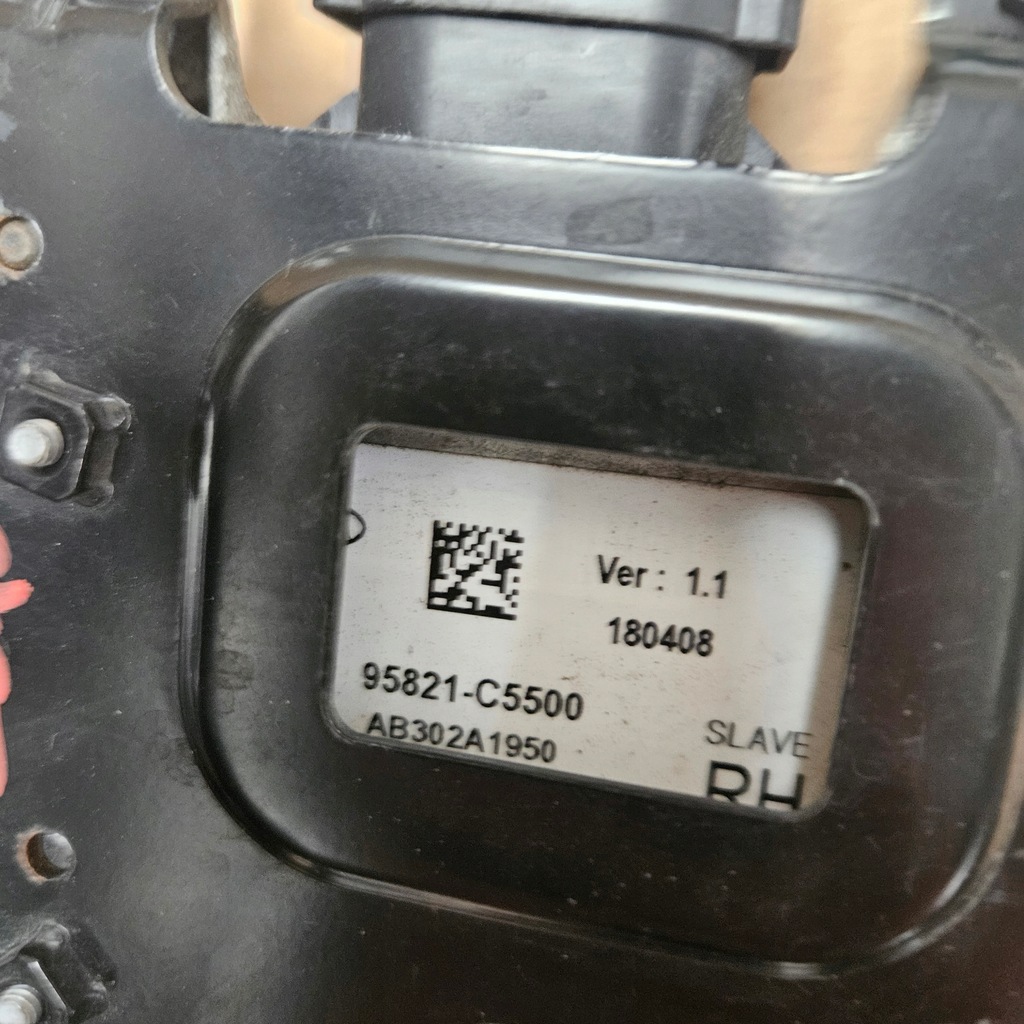 Ver : 1.1
180408
95821-C5500
AB302A1950
SLAVE
RH